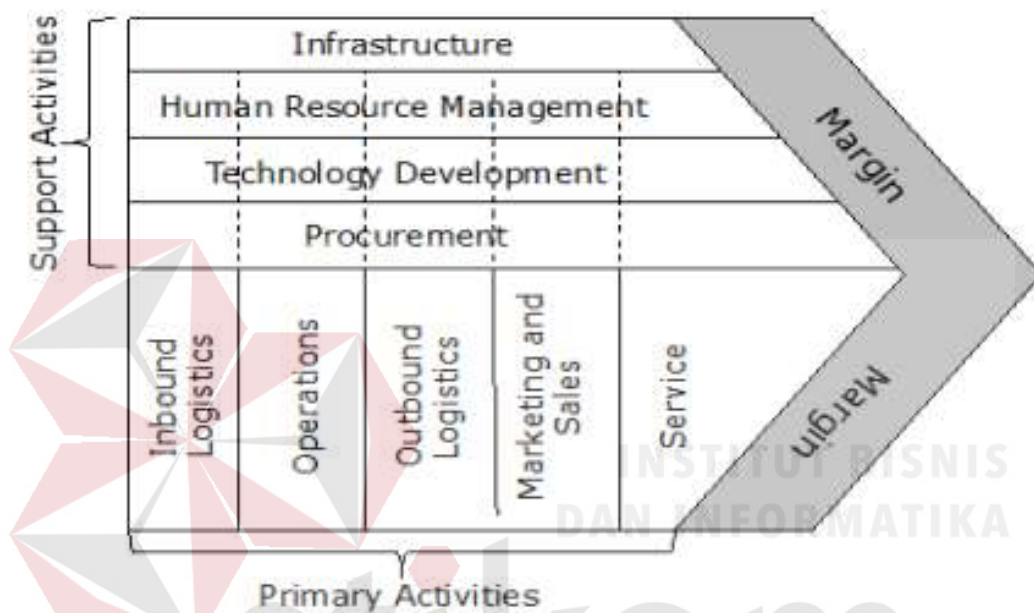 Support Activities
Infrastructure
Human Resource Management
Technology Development
Procurement
Inbound
Logistics
Operations
Outbound
Logistics
Marketing and
Sales
Service
Margin
Margin
INSTITUT BISNIS
DAN INFORMATIKA
Primary Activities